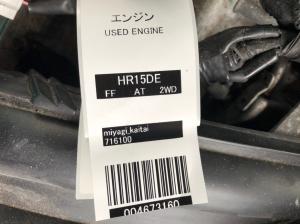 エンジン
USED ENGINE
HR15DE
FF AT 2WD
miyagi_kaitai
716100
004673160